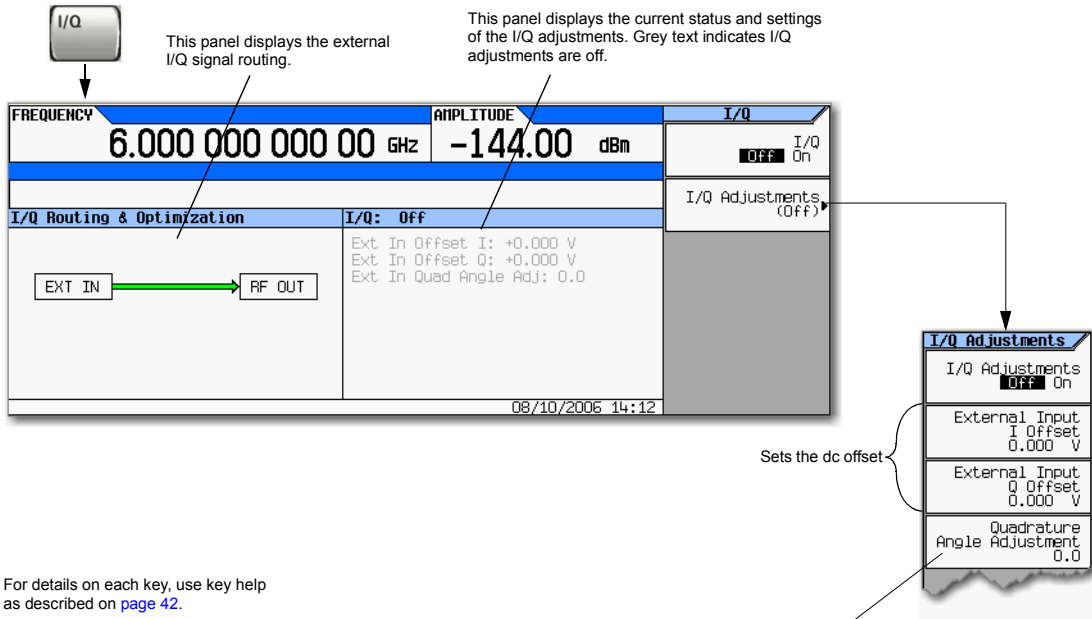 I/Q
This panel displays the external
I/Q signal routing.
This panel displays the current status and settings
of the I/Q adjustments. Grey text indicates I/Q
adjustments are off.
FREQUENCY
6.000 000 000 00 GHz
AMPLITUDE
-144.00 dBm
I/Q
I/Q
Off On
I/Q Adjustments
(Off)
I/Q Routing & Optimization
I/Q: Off
Ext In Offset I: +0.000 V
Ext In Offset Q: +0.000 V
Ext In Quad Angle Adj: 0.0
EXT IN
RF OUT
08/10/2006 14:12
I/Q Adjustments
I/Q Adjustments
Off On
External Input
I Offset
0.000 V
External Input
Q Offset
0.000 V
Quadrature
Angle Adjustment
0.0
Sets the dc offset
For details on each key, use key help
as described on page 42.